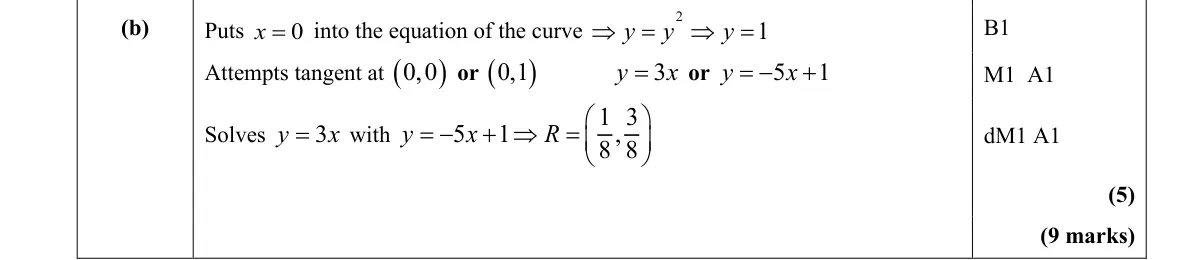 (b) Puts x = 0 into the equation of the curve ⇒ y = y² ⇒ y = 1 B1
Attempts tangent at (0,0) or (0,1) y = 3x or y = −5x + 1 M1 A1
Solves y = 3x with y = −5x + 1 ⇒ R = (1/8, 3/8) dM1 A1
(5)
(9 marks)